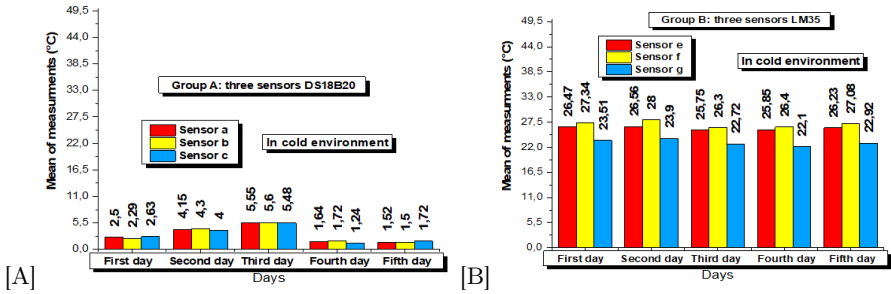 [A]
Mean of measurments (°C)
49,5
44,0
38,5
33,0
27,5
22,0
16,5
11,0
5,5
0,0
Group A: three sensors DS18B20
Sensor a
Sensor b
Sensor c
In cold environment
2,5
2,29
2,63
4,15
4,3
4
5,55
5,6
5,48
1,64
1,72
1,24
1,52
1,5
1,72
First day
Second day
Third day
Fourth day
Fifth day
Days
[B]
Mean of measurments (°C)
49,5
44,0
38,5
33,0
27,5
22,0
16,5
11,0
5,5
0,0
Group B: three sensors LM35
Sensor e
Sensor f
Sensor g
In cold environment
26,47
27,34
23,51
26,56
28
23,9
25,75
26,3
22,72
25,85
26,4
22,1
26,23
27,08
22,92
First day
Second day
Third day
Fourth day
Fifth day
Days